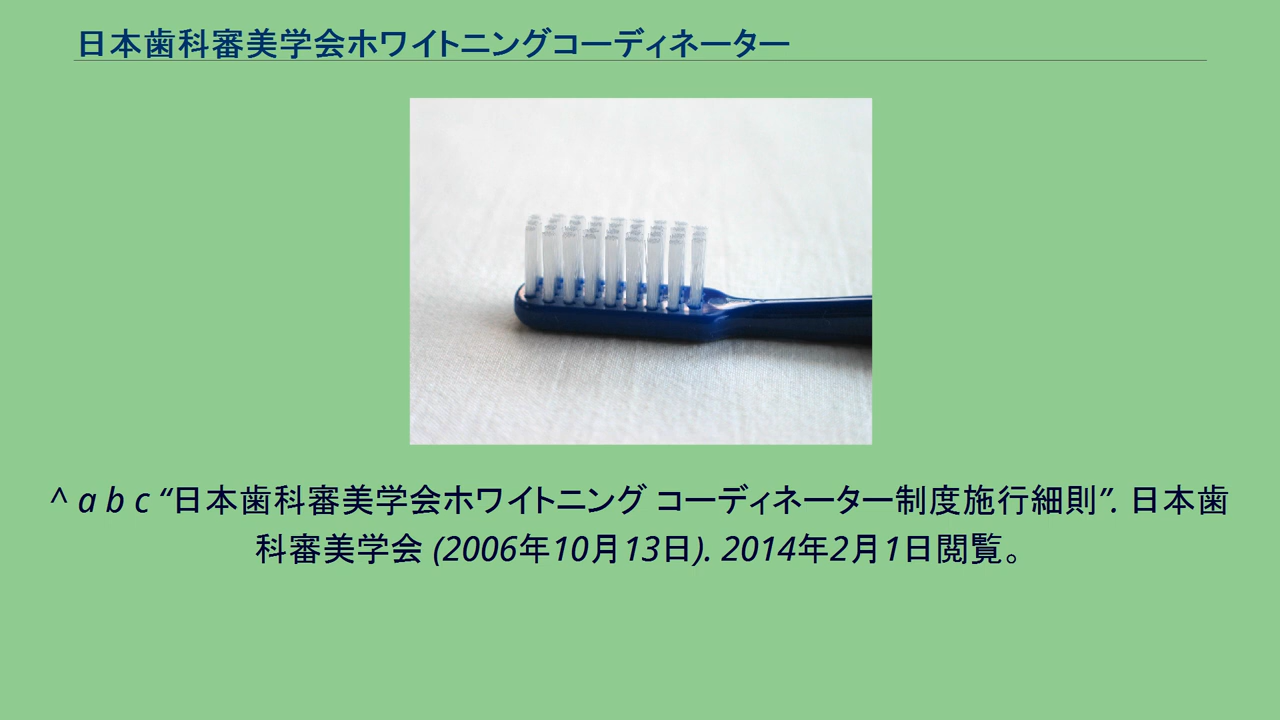 日本歯科審美学会ホワイトニングコーディネーター
^ a b c “日本歯科審美学会ホワイトニング コーディネーター制度施行細則”. 日本歯
科審美学会 (2006年10月13日). 2014年2月1日閲覧。